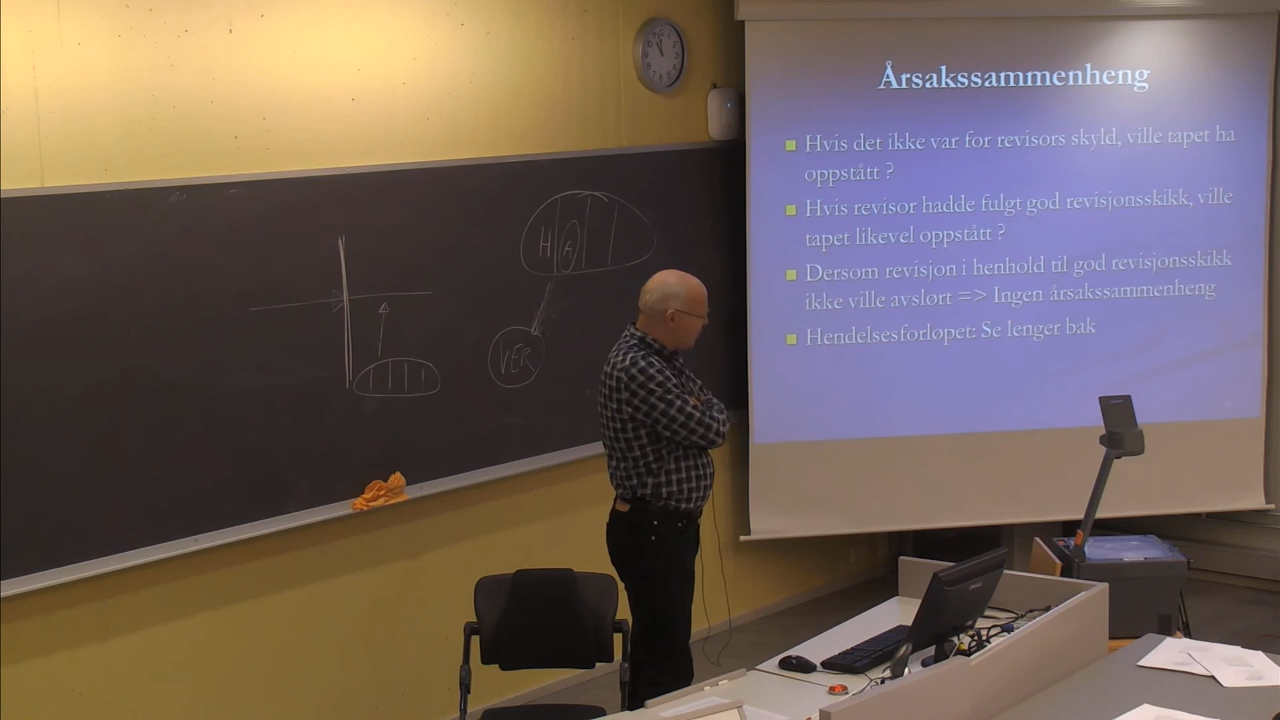 Årsakssammenheng
Hvis det ikke var for revisors skyld, ville tapet ha
oppstått ?
Hvis revisor hadde fulgt god revisjonsskikk, ville
tapet likevel oppstått ?
Dersom revisjon i henhold til god revisjonsskikk
ikke ville avslørt => Ingen årsakssammenheng
Hendelsesforløpet: Se lenger bak
H A
VER